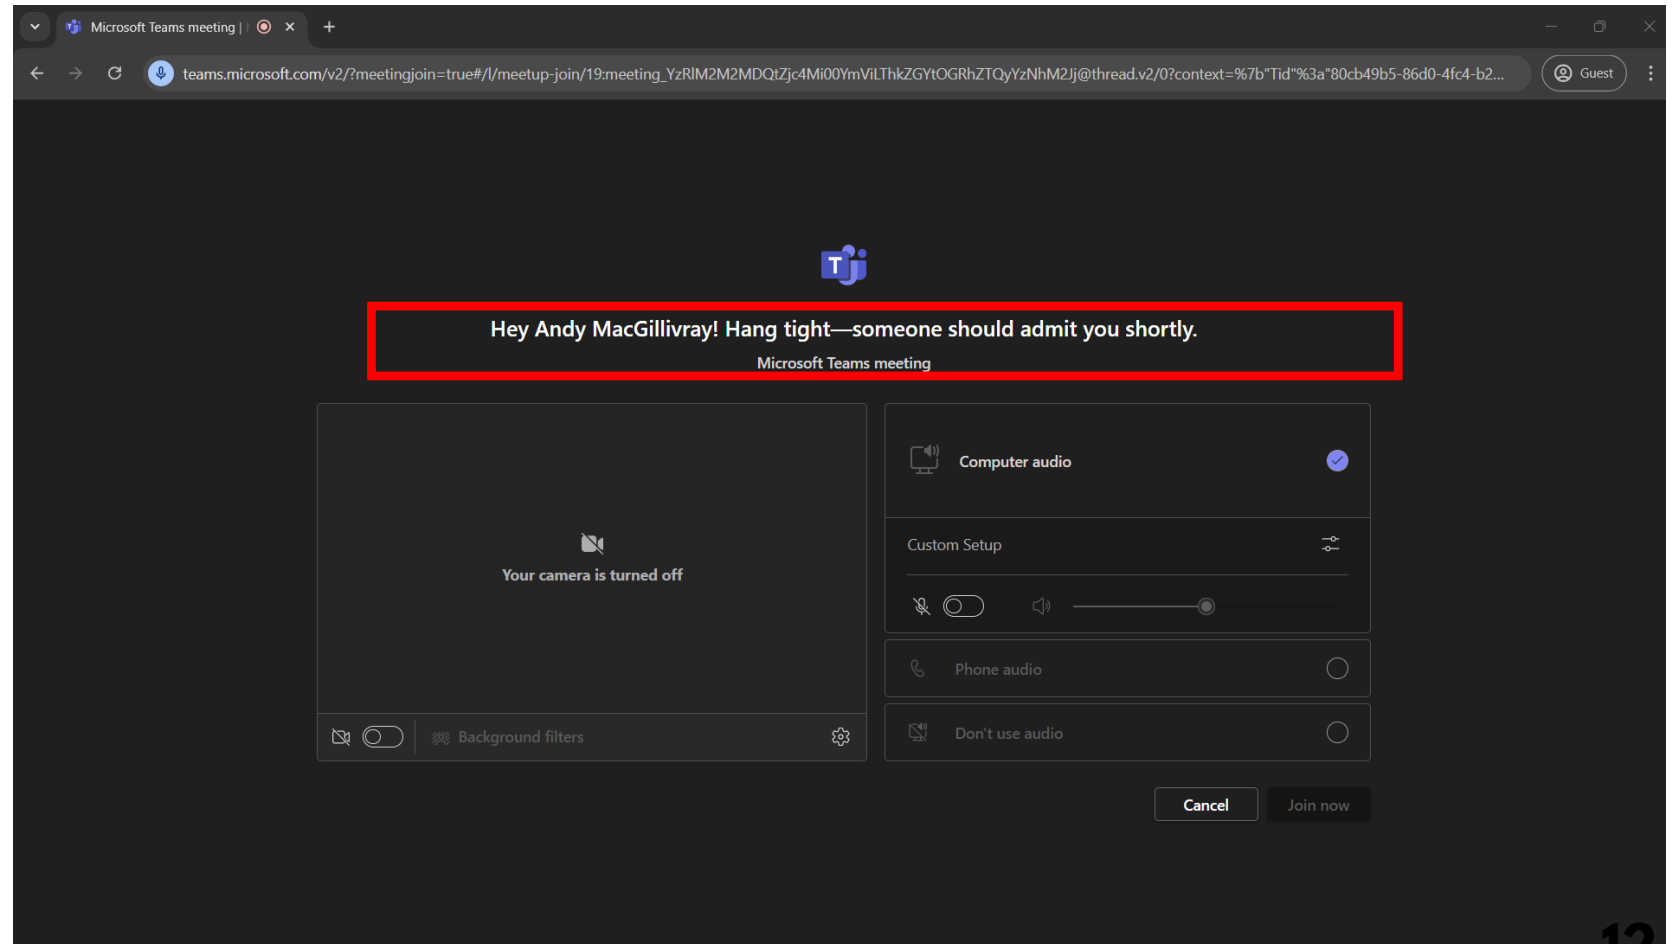 Microsoft Teams meeting |
teams.microsoft.com/v2/?meetingjoin=true#/l/meetup-join/19:meeting_YzRlM2M2MDQtZjc4Mi00YmViLThkZGYtOGRhZTQyYzNhM2Jj@thread.v2/0?context=%7b"Tid"%3a"80cb49b5-86d0-4fc4-b2...
Guest
T
Hey Andy MacGillivray! Hang tight—someone should admit you shortly.
Microsoft Teams meeting
Computer audio
Custom Setup
Your camera is turned off
Phone audio
Don't use audio
Background filters
Cancel
Join now
12